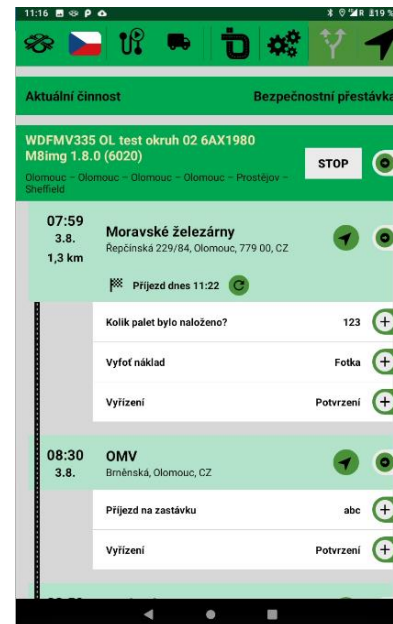 11:16 P R 19 %
Aktuální činnost Bezpečnostní přestávka
WDFMV335 OL test okruh 02 6AX1980
M8img 1.8.0 (6020)
STOP
Olomouc – Olomouc – Olomouc – Olomouc – Prostějov –
Sheffield
07:59
3.8.
1,3 km
Moravské železárny
Řepčínská 229/84, Olomouc, 779 00, CZ
Příjezd dnes 11:22
Kolik palet bylo naloženo? 123
Vyfoť náklad Fotka
Vyřízení Potvrzení
08:30
3.8.
OMV
Brněnská, Olomouc, CZ
Příjezd na zastávku abc
Vyřízení Potvrzení